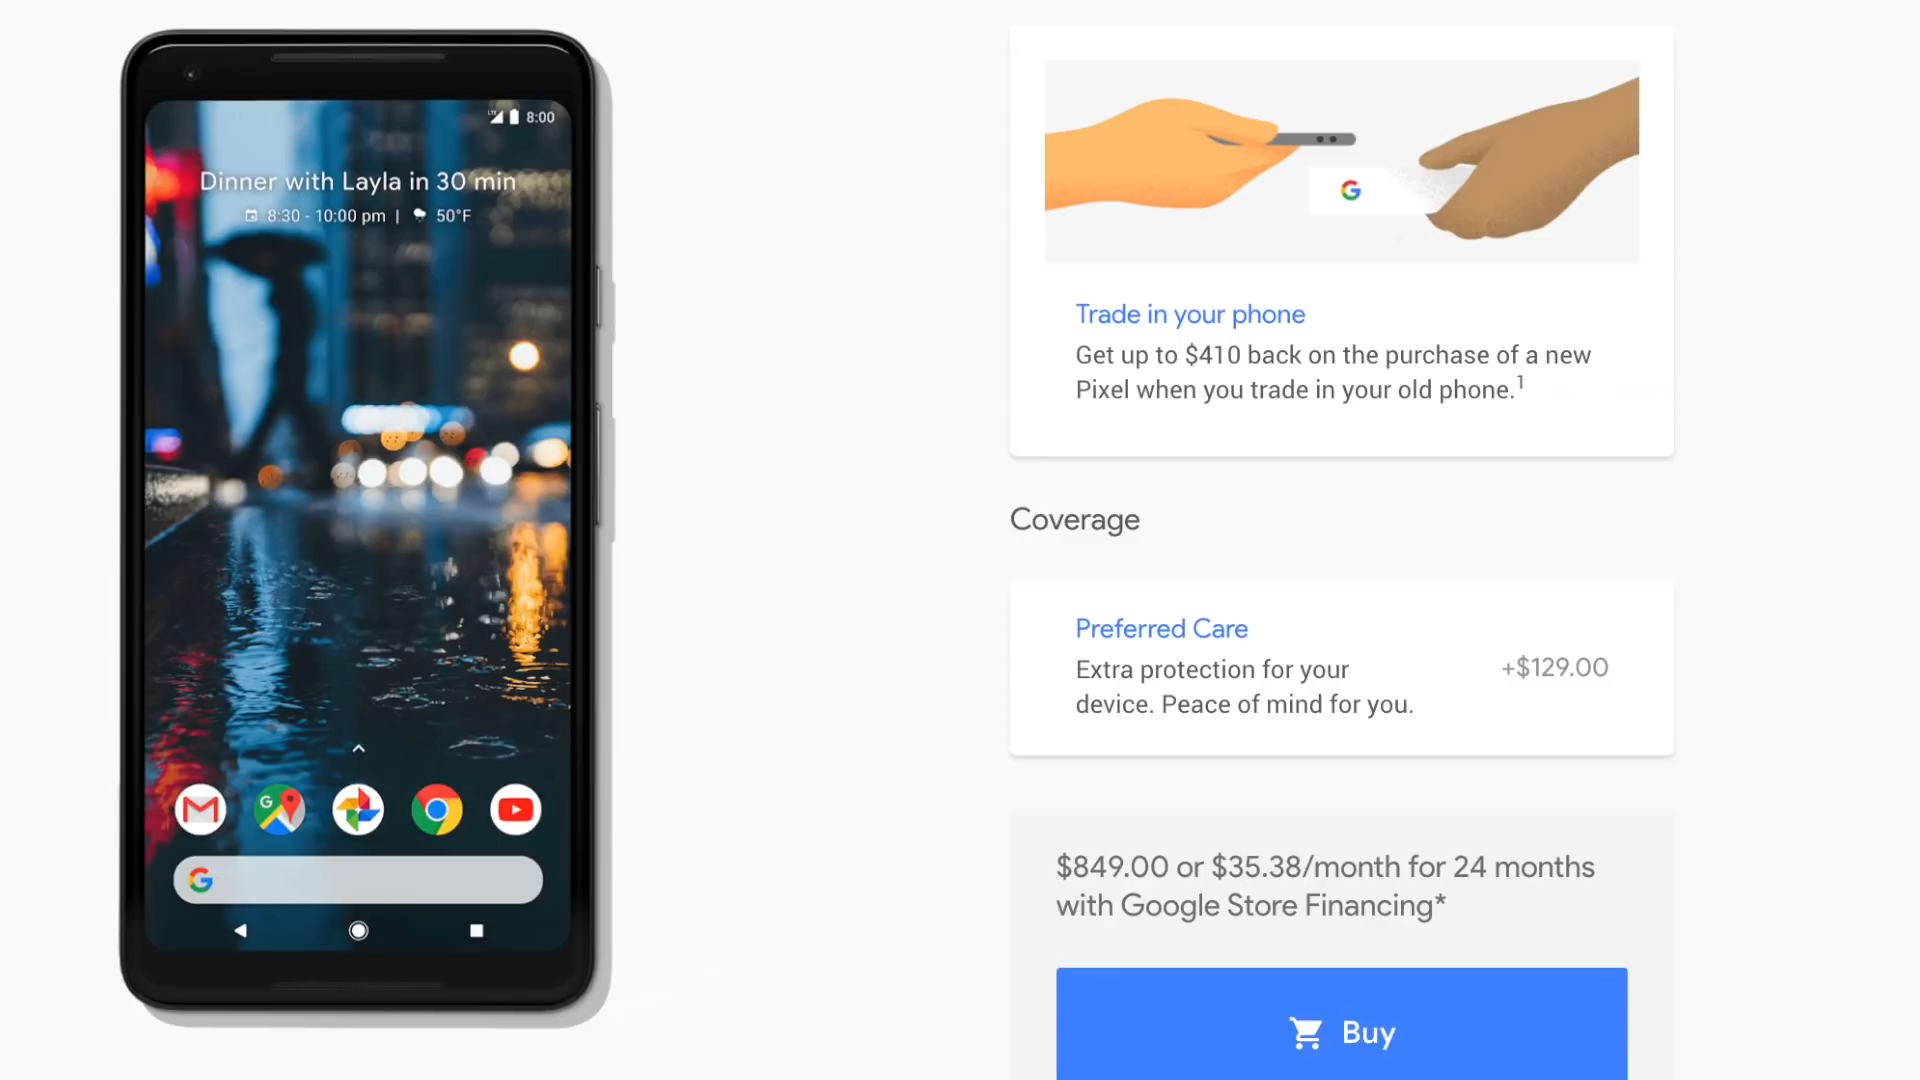 8:00
Dinner with Layla in 30 min
8:30 - 10:00 pm | 50°F
Trade in your phone
Get up to $410 back on the purchase of a new
Pixel when you trade in your old phone.1
Coverage
Preferred Care
Extra protection for your
device. Peace of mind for you.
+$129.00
$849.00 or $35.38/month for 24 months
with Google Store Financing*
Buy